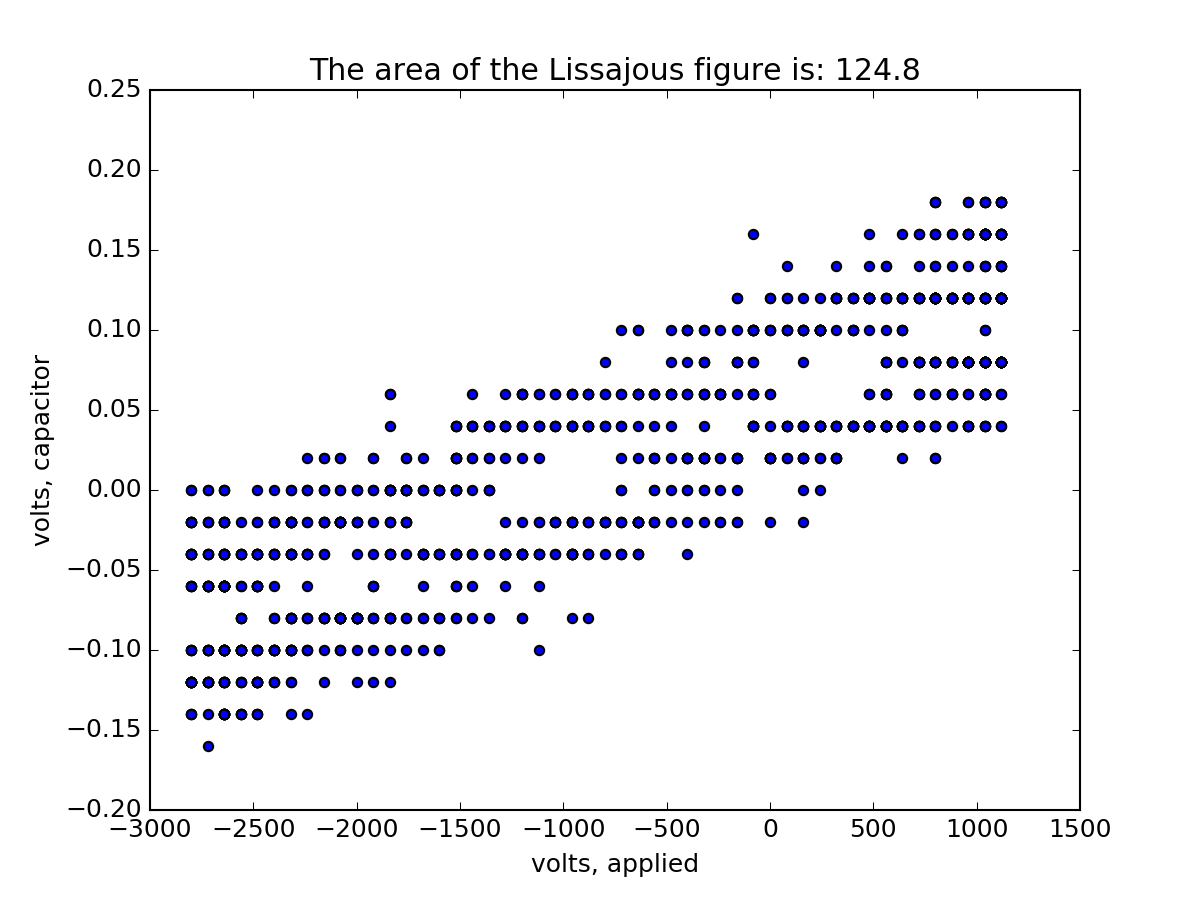 The area of the Lissajous figure is: 124.8
0.25
0.20
0.15
0.10
0.05
0.00
−0.05
−0.10
−0.15
−0.20
volts, capacitor
−3000 −2500 −2000 −1500 −1000 −500 0 500 1000 1500
volts, applied